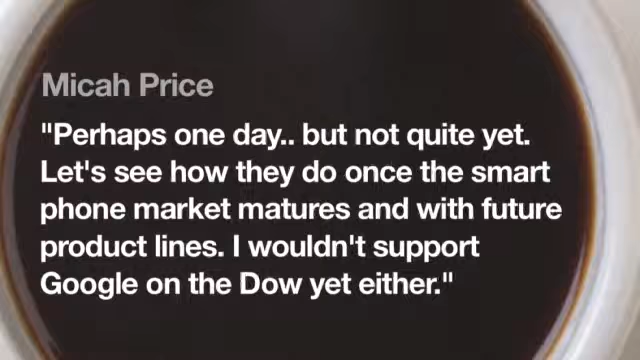 Micah Price
"Perhaps one day.. but not quite yet.
Let's see how they do once the smart
phone market matures and with future
product lines. I wouldn't support
Google on the Dow yet either."